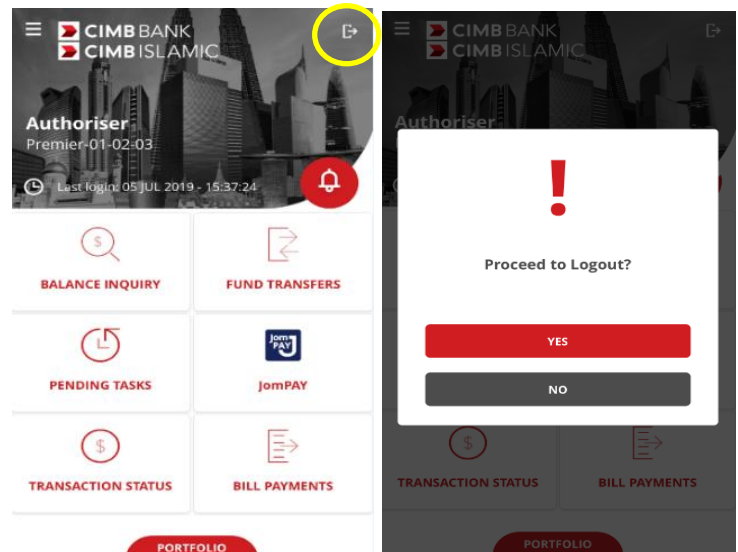 CIMB BANK
CIMB ISLAMIC
Authoriser
Premier-01-02-03
Last login: 05 JUL 2019 - 15:37:24
$
BALANCE INQUIRY
FUND TRANSFERS
PENDING TASKS
Jom
PAY
JomPAY
$
TRANSACTION STATUS
BILL PAYMENTS
PORTFOLIO
CIMB BANK
CIMB ISLAMIC
Authoriser
!
Proceed to Logout?
YES
NO
$
TRANSACTION STATUS
BILL PAYMENTS
PORTFOLIO